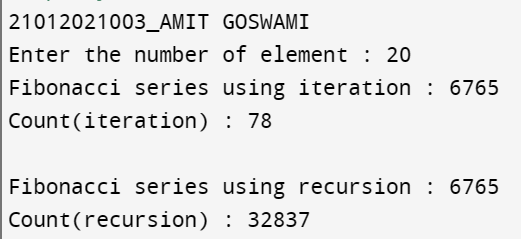 21012021003_AMIT GOSWAMI
Enter the number of element : 20
Fibonacci series using iteration : 6765
Count(iteration) : 78
Fibonacci series using recursion : 6765
Count(recursion) : 32837